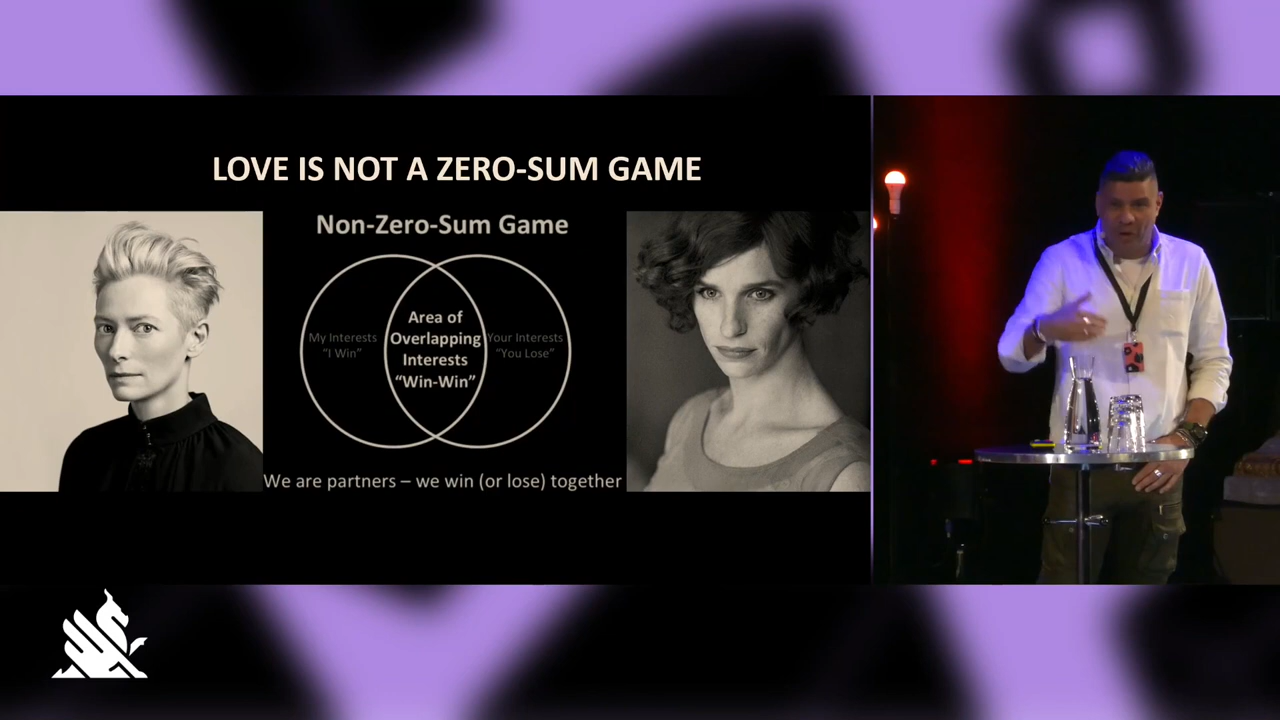 LOVE IS NOT A ZERO-SUM GAME
Non-Zero-Sum Game
My Interests
“I Win”
Area of
Overlapping
Interests
“Win-Win”
Your Interests
“You Lose”
We are partners – we win (or lose) together